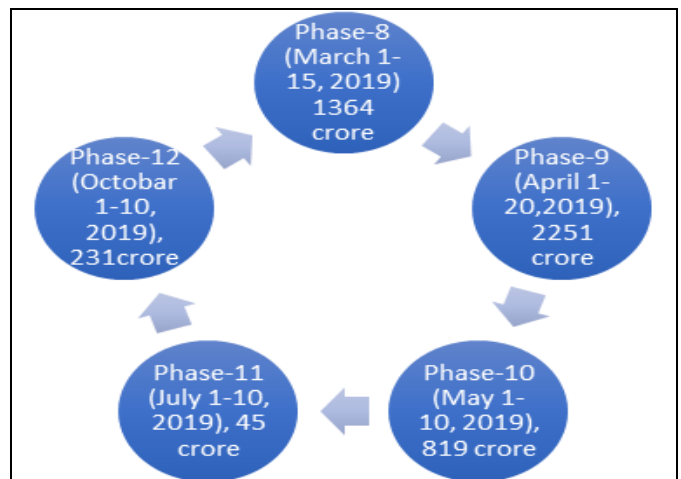 Phase-8
(March 1-
15, 2019)
1364
crore
Phase-9
(April 1-
20,2019),
2251
crore
Phase-10
(May 1-
10, 2019),
819 crore
Phase-11
(July 1-10,
2019), 45
crore
Phase-12
(Octobar
1-10,
2019),
231crore